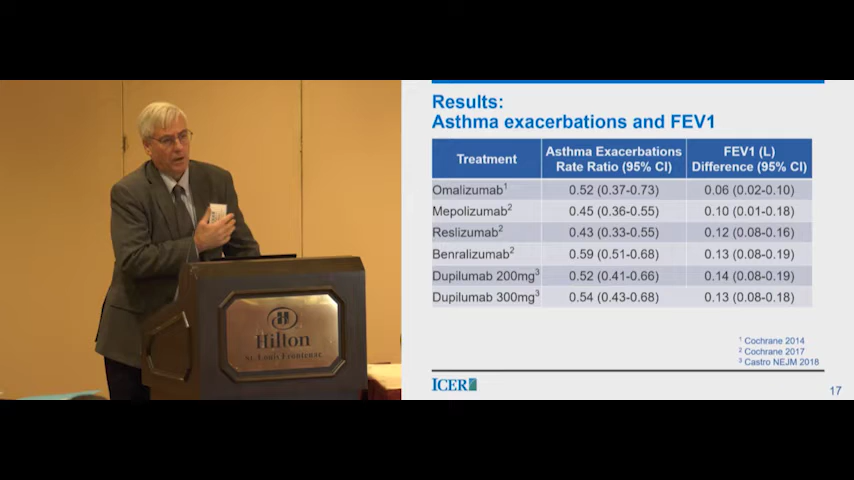 Results:
Asthma exacerbations and FEV1
Treatment
Asthma Exacerbations
Rate Ratio (95% CI)
FEV1 (L)
Difference (95% CI)
Omalizumab1 0.52 (0.37-0.73) 0.06 (0.02-0.10)
Mepolizumab2 0.45 (0.36-0.55) 0.10 (0.01-0.18)
Reslizumab2 0.43 (0.33-0.55) 0.12 (0.08-0.16)
Benralizumab2 0.59 (0.51-0.68) 0.13 (0.08-0.19)
Dupilumab 200mg3 0.52 (0.41-0.66) 0.14 (0.08-0.19)
Dupilumab 300mg3 0.54 (0.43-0.68) 0.13 (0.08-0.18)
1 Cochrane 2014
2 Cochrane 2017
3 Castro NEJM 2018
ICER
17
H
Hilton
St. Louis Frontenac